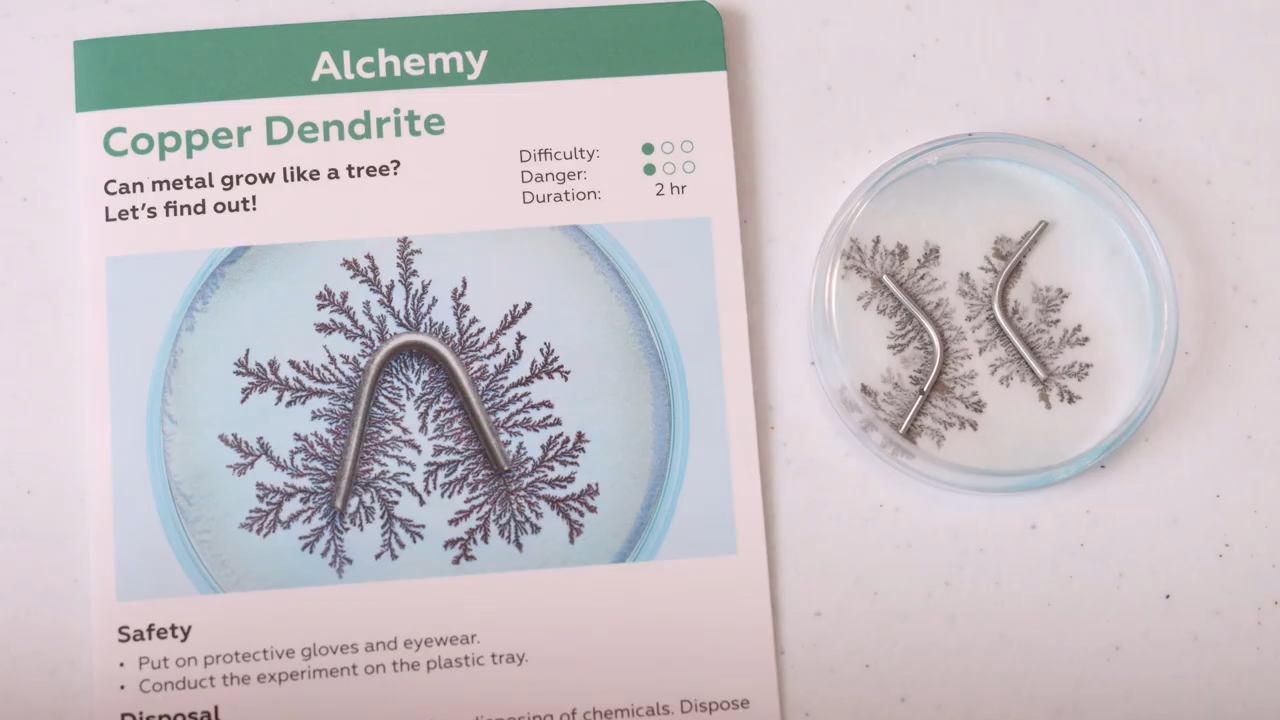 Alchemy
Copper Dendrite
Can metal grow like a tree?
Let's find out!
Difficulty:
Danger:
Duration: 2 hr
Safety
• Put on protective gloves and eyewear.
• Conduct the experiment on the plastic tray.
Disposal
of chemicals. Dispose